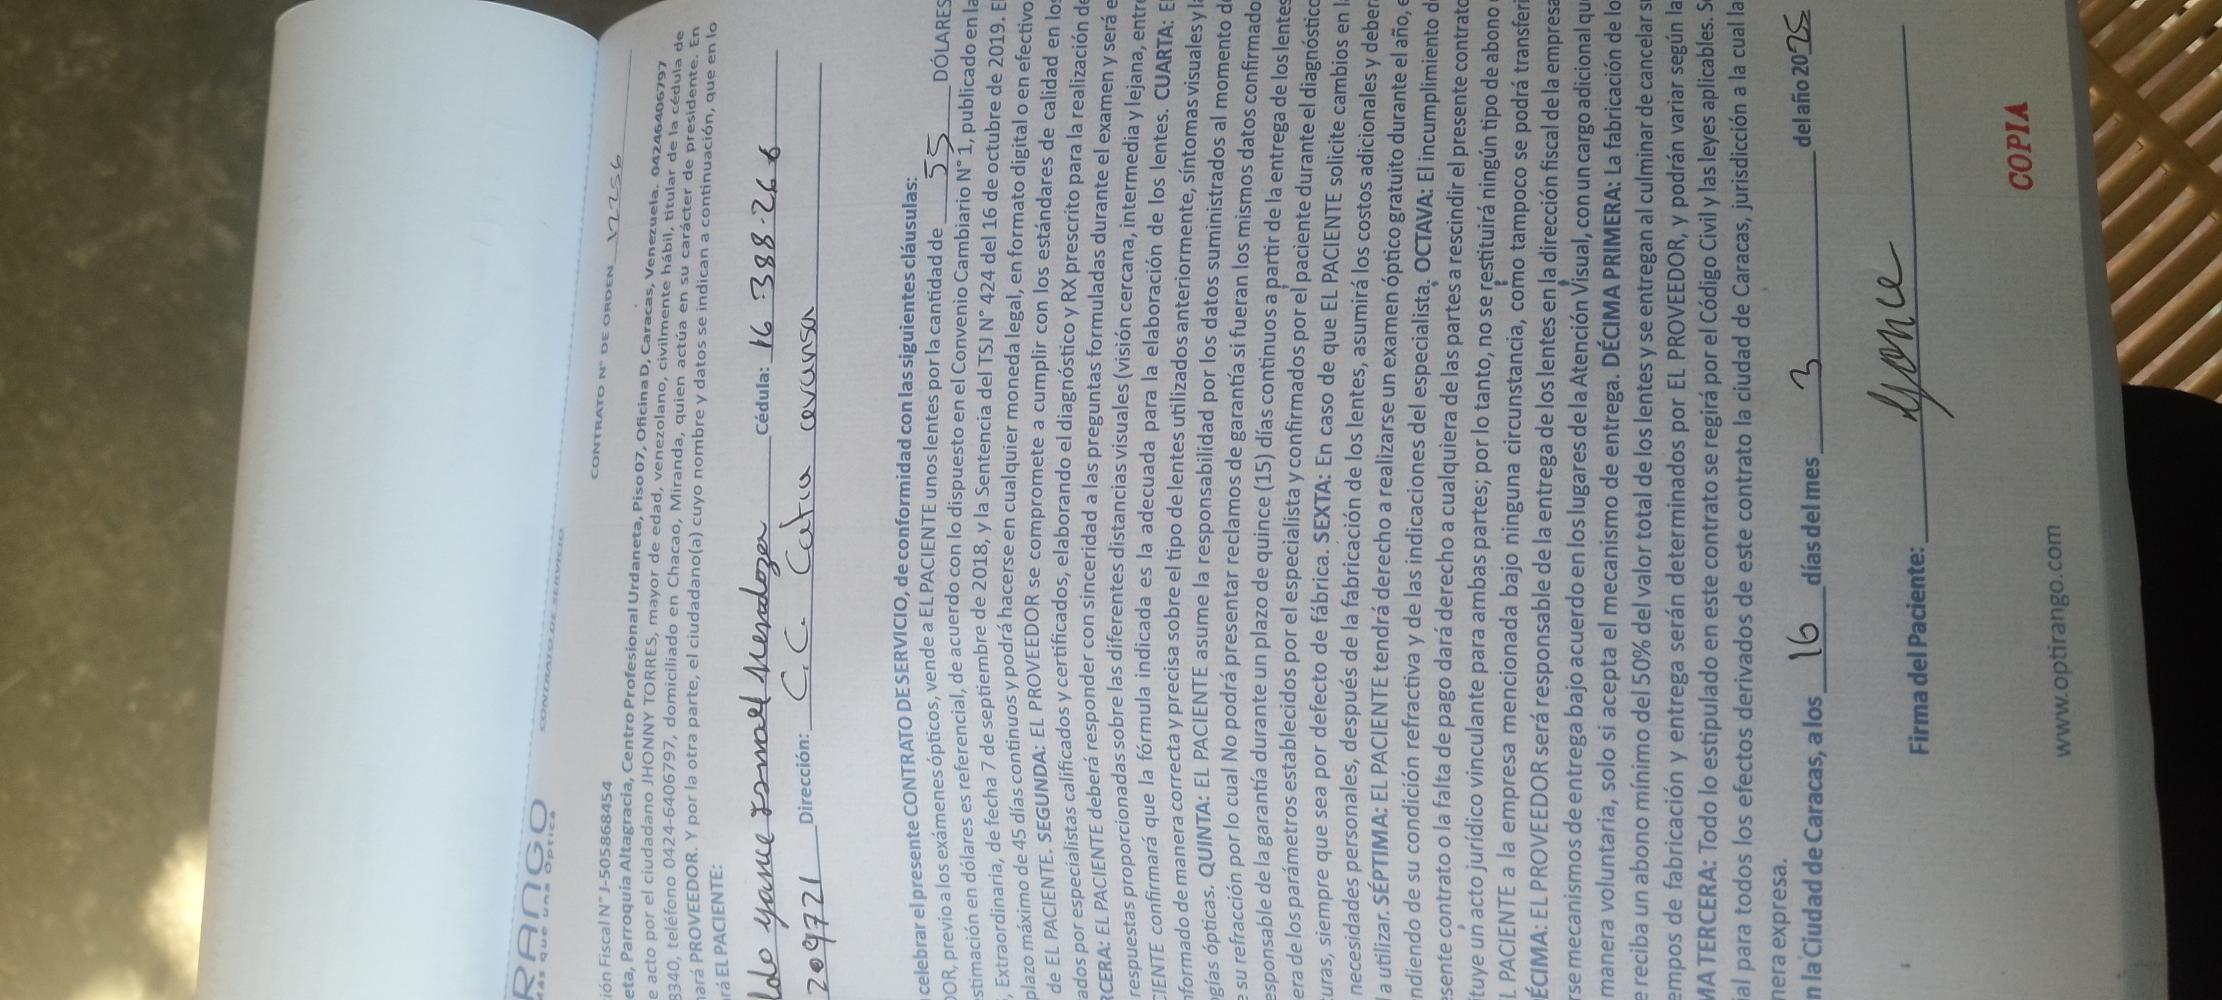 RANGO
MÁS que una Óptica
CONTRATO DE SERVICIO
CONTRATO N° DE ORDEN 12256
ión Fiscal N° J-505868454
eta, Parroquia Altagracia, Centro Profesional Urdaneta, Piso 07, Oficina D, Caracas, Venezuela. 04246406797
e acto por el ciudadano JHONNY TORRES, mayor de edad, venezolano, civilmente hábil, titular de la cédula de
8340, teléfono 0424-6406797, domiciliado en Chacao, Miranda, quien actúa en su carácter de presidente. En
nará PROVEEDOR. Y por la otra parte, el ciudadano(a) cuyo nombre y datos se indican a continuación, que en lo
rá EL PACIENTE:
Cédula: 16.388.266
209721 Dirección: C.C. Catia
celebrar el presente CONTRATO DE SERVICIO, de conformidad con las siguientes cláusulas:
DOR, previo a los exámenes ópticos, vende a El PACIENTE unos lentes por la cantidad de 55 DÓLARES
stimación en dólares es referencial, de acuerdo con lo dispuesto en el Convenio Cambiario N° 1, publicado en la
, Extraordinaria, de fecha 7 de septiembre de 2018, y la Sentencia del TSJ N° 424 del 16 de octubre de 2019. E
plazo máximo de 45 días continuos y podrá hacerse en cualquier moneda legal, en formato digital o en efectivo
de EL PACIENTE. SEGUNDA: EL PROVEEDOR se compromete a cumplir con los estándares de calidad en los
ados por especialistas calificados y certificados, elaborando el diagnóstico y RX prescrito para la realización de
RCERA: EL PACIENTE deberá responder con sinceridad a las preguntas formuladas durante el examen y será e
respuestas proporcionadas sobre las diferentes distancias visuales (visión cercana, intermedia y lejana, entre
CIENTE confirmará que la fórmula indicada es la adecuada para la elaboración de los lentes. CUARTA: E
nformado de manera correcta y precisa sobre el tipo de lentes utilizados anteriormente, síntomas visuales y la
ogías ópticas. QUINTA: EL PACIENTE asume la responsabilidad por los datos suministrados al momento de
e su refracción por lo cual No podrá presentar reclamos de garantía si fueran los mismos datos confirmado
esponsable de la garantía durante un plazo de quince (15) días continuos a partir de la entrega de los lentes
era de los parámetros establecidos por el especialista y confirmados por el paciente durante el diagnóstico
uras, siempre que sea por defecto de fábrica. SEXTA: En caso de que EL PACIENTE solicite cambios en l
necesidades personales, después de la fabricación de los lentes, asumirá los costos adicionales y deber
la utilizar. SÉPTIMA: EL PACIENTE tendrá derecho a realizarse un examen óptico gratuito durante el año, e
ndiendo de su condición refractiva y de las indicaciones del especialista. OCTAVA: El incumplimiento de
esente contrato o la falta de pago dará derecho a cualquiera de las partes a rescindir el presente contrato
tituye un acto jurídico vinculante para ambas partes; por lo tanto, no se restituirá ningún tipo de abono
L PACIENTE a la empresa mencionada bajo ninguna circunstancia, como tampoco se podrá transferi
ÉCIMA: EL PROVEEDOR será responsable de la entrega de los lentes en la dirección fiscal de la empresa
rse mecanismos de entrega bajo acuerdo en los lugares de la Atención Visual, con un cargo adicional qu
manera voluntaria, solo si acepta el mecanismo de entrega. DÉCIMA PRIMERA: La fabricación de lo
e reciba un abono mínimo del 50% del valor total de los lentes y se entregan al culminar de cancelar s
empos de fabricación y entrega serán determinados por EL PROVEEDOR, y podrán variar según la
MA TERCERA: Todo lo estipulado en este contrato se regirá por el Código Civil y las leyes aplicables. Se
ial para todos los efectos derivados de este contrato la ciudad de Caracas, jurisdicción a la cual la
nera expresa.
n la Ciudad de Caracas, a los 16 días del mes 3 del año 2025
Firma del Paciente:
COPIA
www.optirango.com